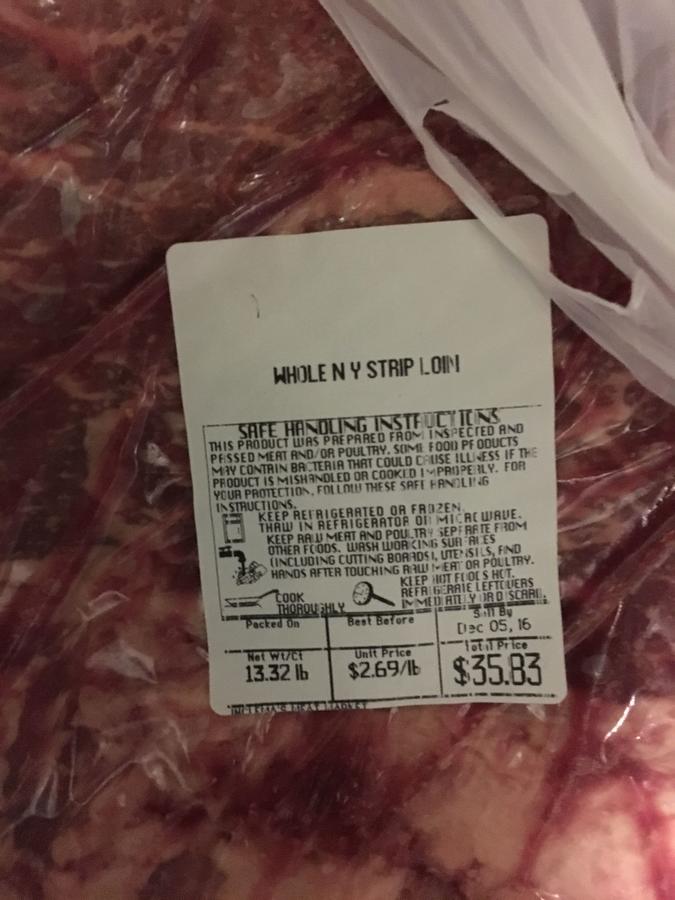 WHOLE N Y STRIP LOIN
SAFE HANDLING INSTRUCTIONS
THIS PRODUCT WAS PREPARED FROM INSPECTED AND
PASSED MEAT AND/OR POULTRY. SOME FOOD PRODUCTS
MAY CONTAIN BACTERIA THAT COULD CAUSE ILLNESS IF THE
PRODUCT IS MISHANDLED OR COOKED IMPROPERLY. FOR
YOUR PROTECTION, FOLLOW THESE SAFE HANDLING
INSTRUCTIONS.
KEEP REFRIGERATED OR FROZEN.
THAW IN REFRIGERATOR OR MICROWAVE.
KEEP RAW MEAT AND POULTRY SEPARATE FROM
OTHER FOODS. WASH WORKING SURFACES
(INCLUDING CUTTING BOARDS), UTENSILS, AND
HANDS AFTER TOUCHING RAW MEAT OR POULTRY.
COOK
THOROUGHLY
KEEP HOT FOODS HOT.
REFRIGERATE LEFTOVERS
IMMEDIATELY OR DISCARD.
Packed On
Best Before
Sell By
Dec 05, 16
Net Wt/Ct
Unit Price
Total Price
13.32 lb
$2.69/lb
$35.83
MEAT MARKET